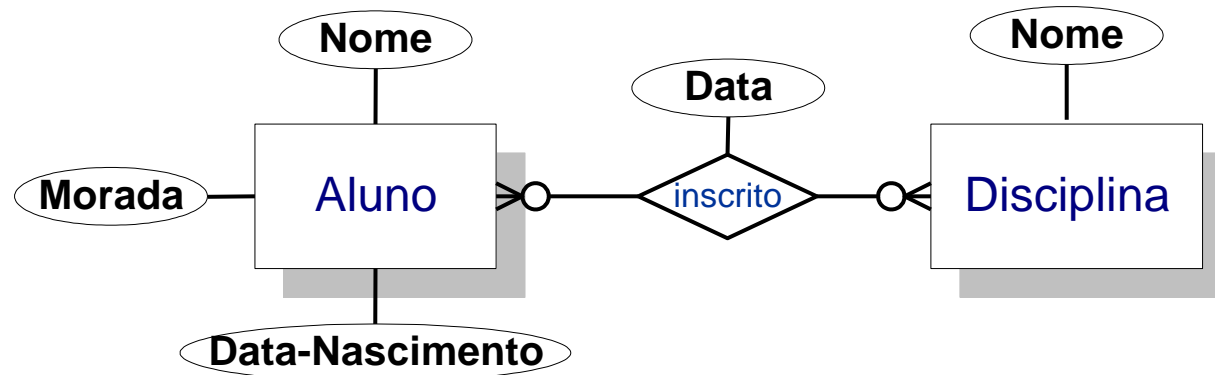 Nome
Nome
Data
Morada
Aluno
inscrito
Disciplina
Data-Nascimento